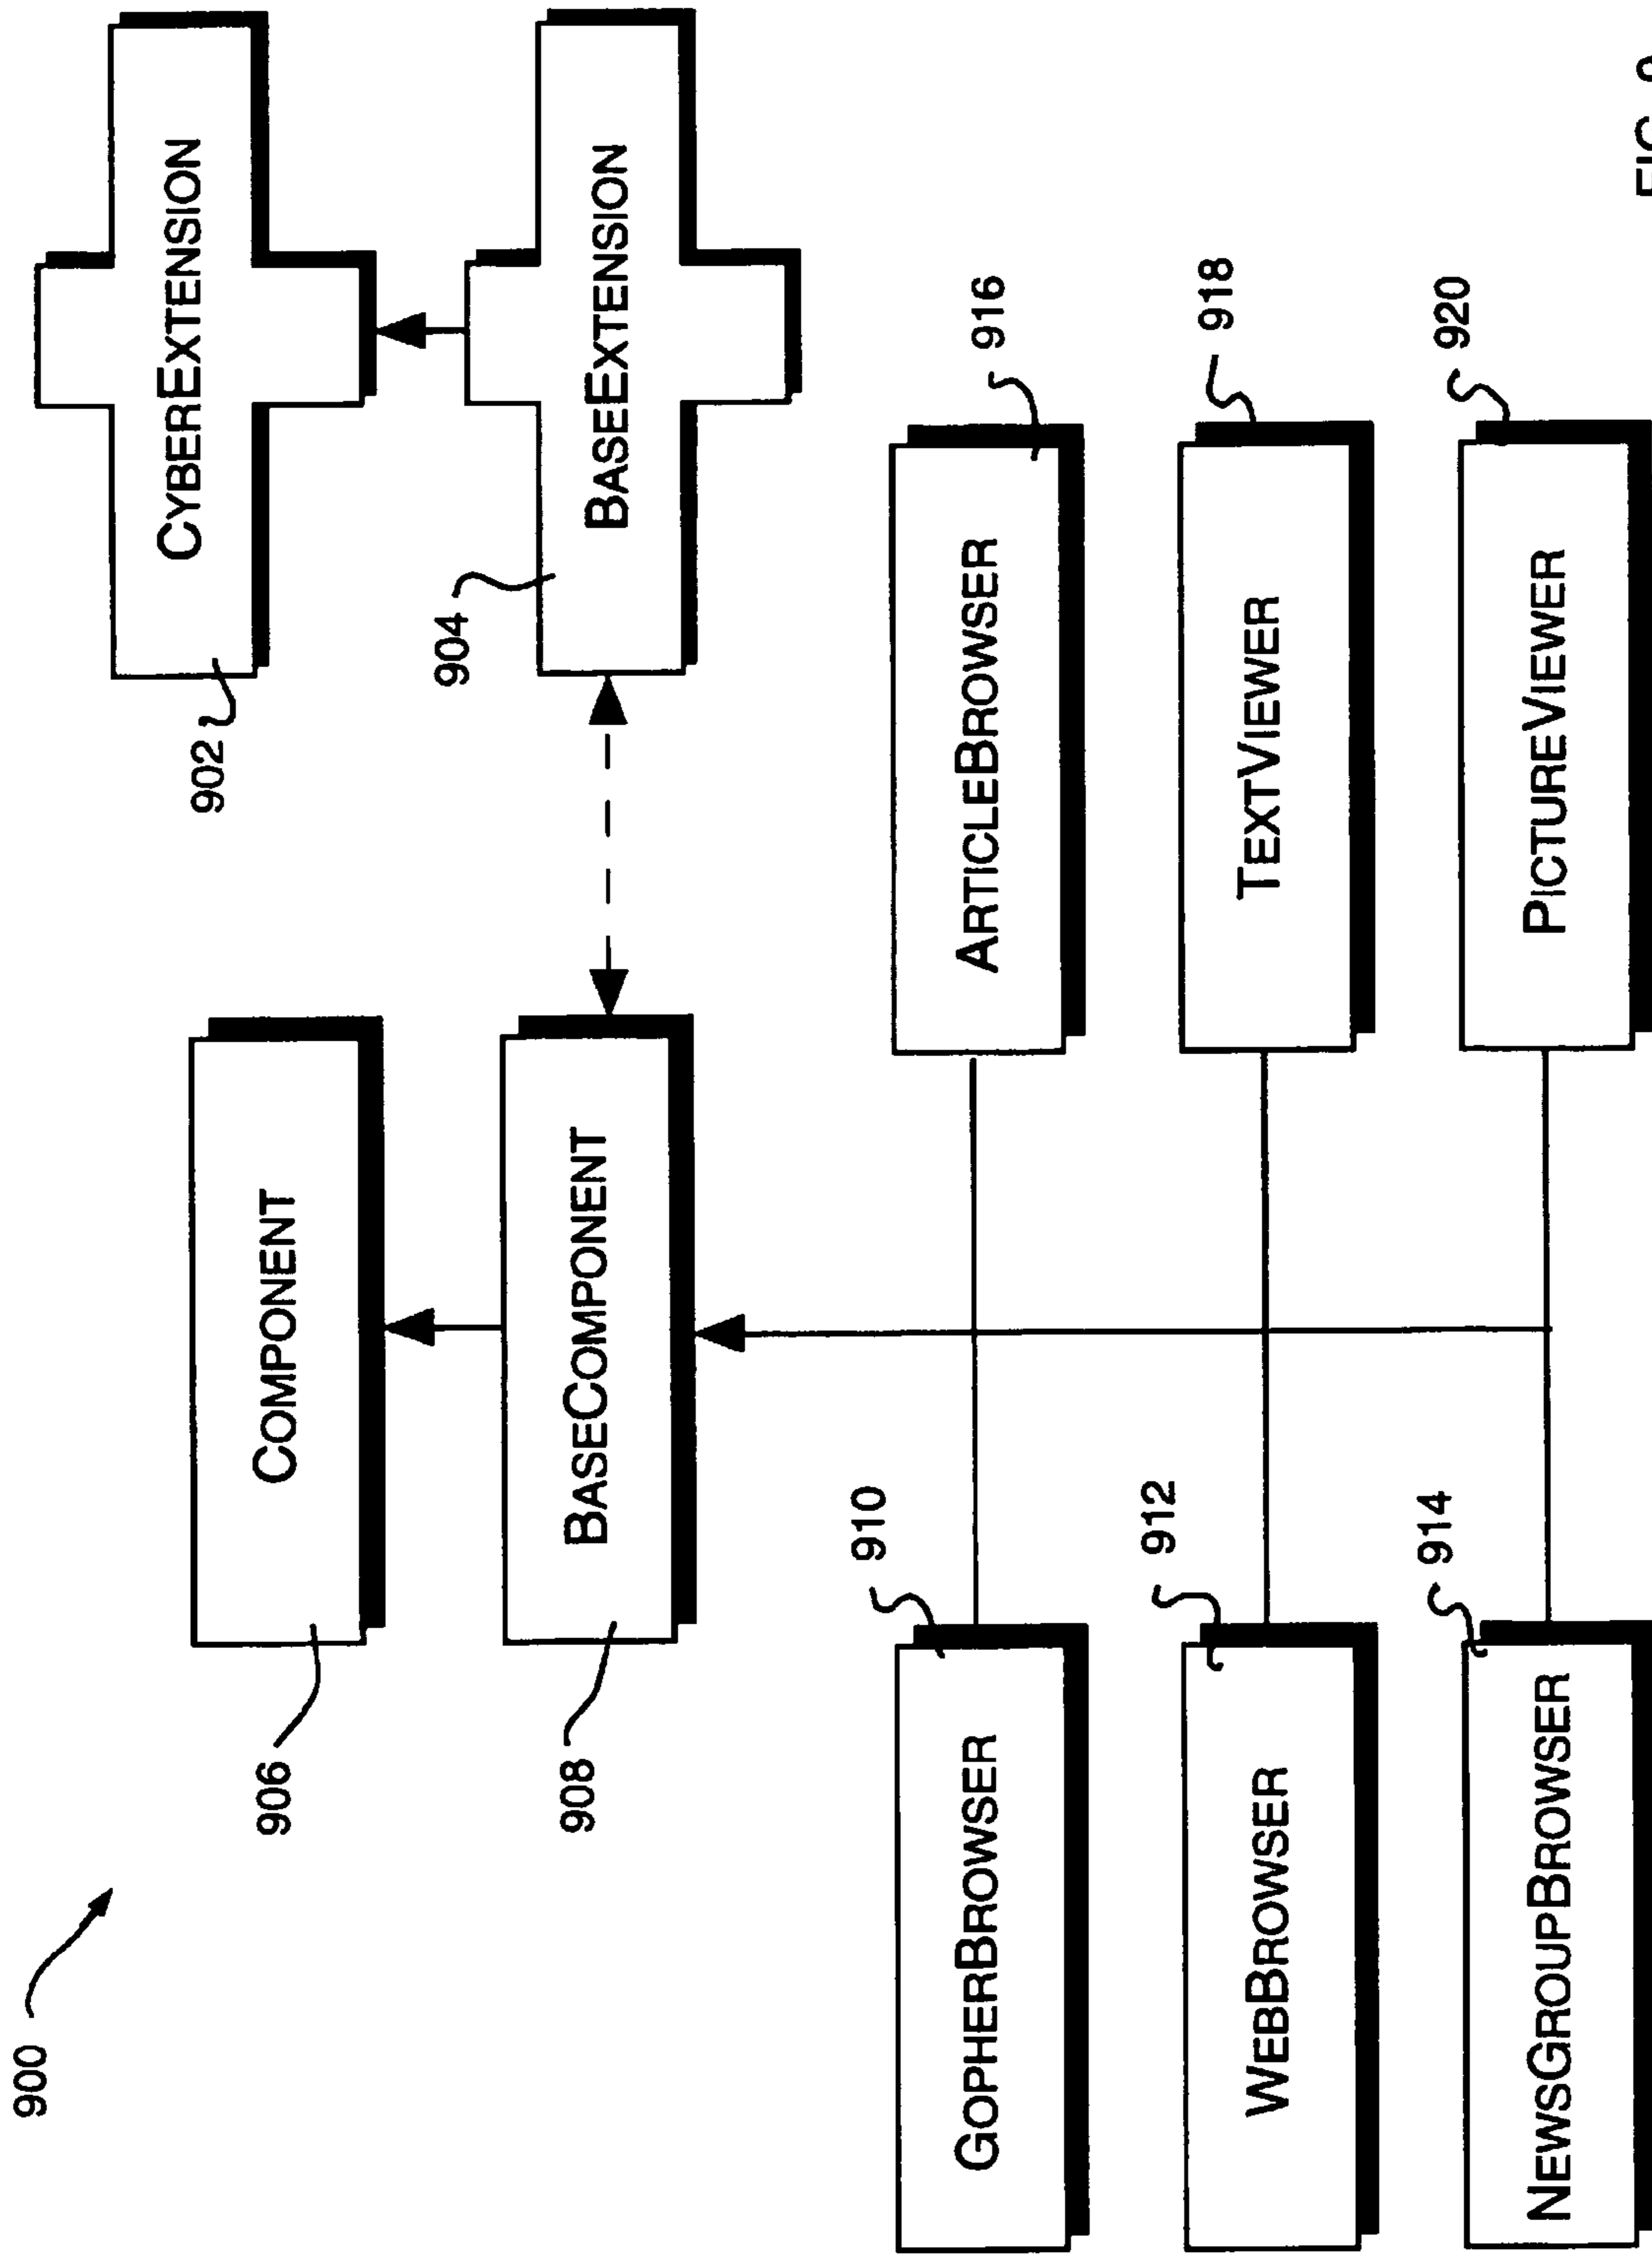 900
COMPONENT
CYBEREXTENSION
906
902
BASECOMPONENT
BASEEXTENSION
908
904
GOPHERBROWSER
910
ARTICLEBROWSER
916
WEBBROWSER
912
TEXTVIEWER
918
NEWSGROUPBROWSER
914
PICTUREVIEWER
920
FIG.